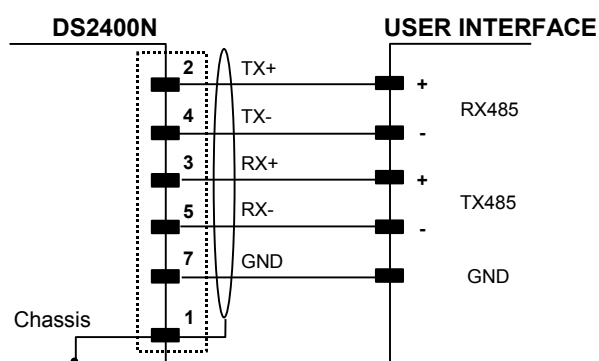 DS2400N USER INTERFACE
2 TX+ +
RX485
4 TX- -
3 RX+ +
TX485
5 RX- -
7 GND GND
Chassis 1